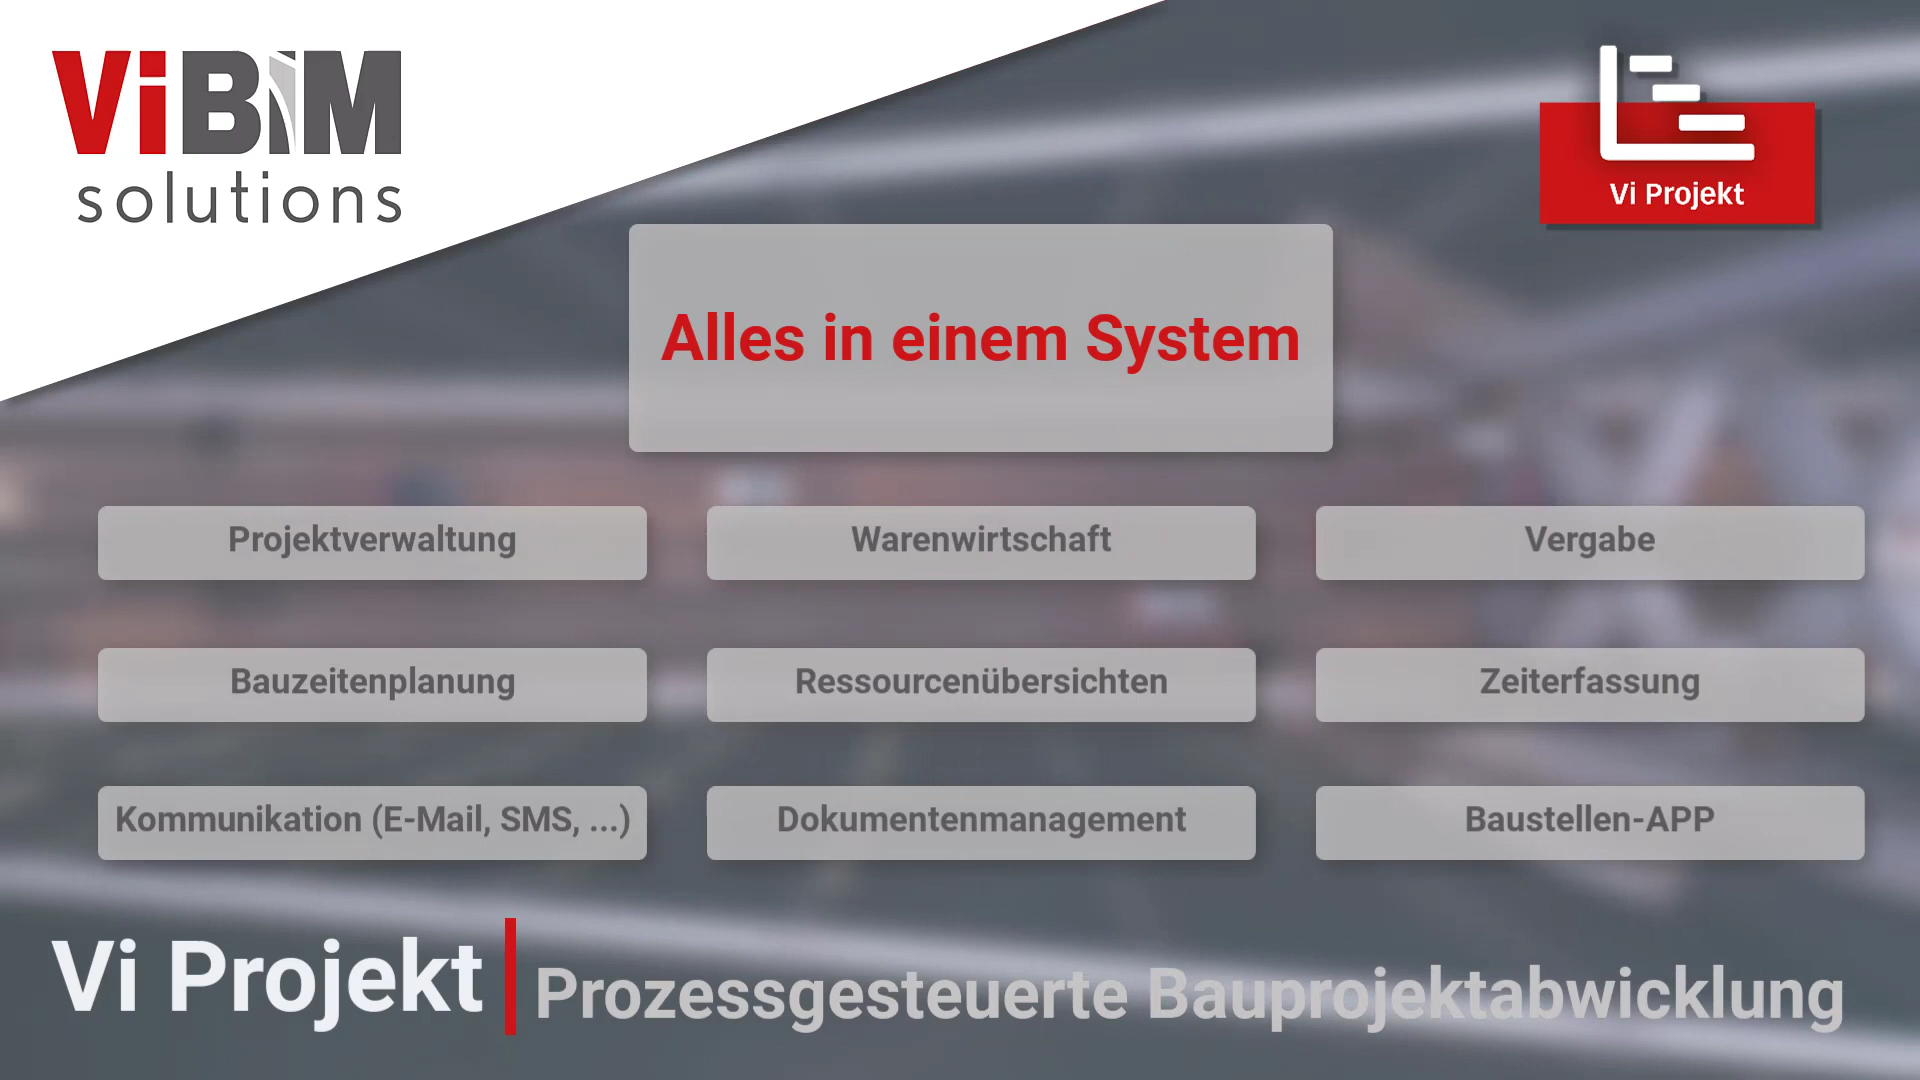 ViBiM
solutions
Vi Projekt
Alles in einem System
Projektverwaltung
Warenwirtschaft
Vergabe
Bauzeitenplanung
Ressourcenübersichten
Zeiterfassung
Kommunikation (E-Mail, SMS, ...)
Dokumentenmanagement
Baustellen-APP
Vi Projekt
Prozessgesteuerte Bauprojektabwicklung